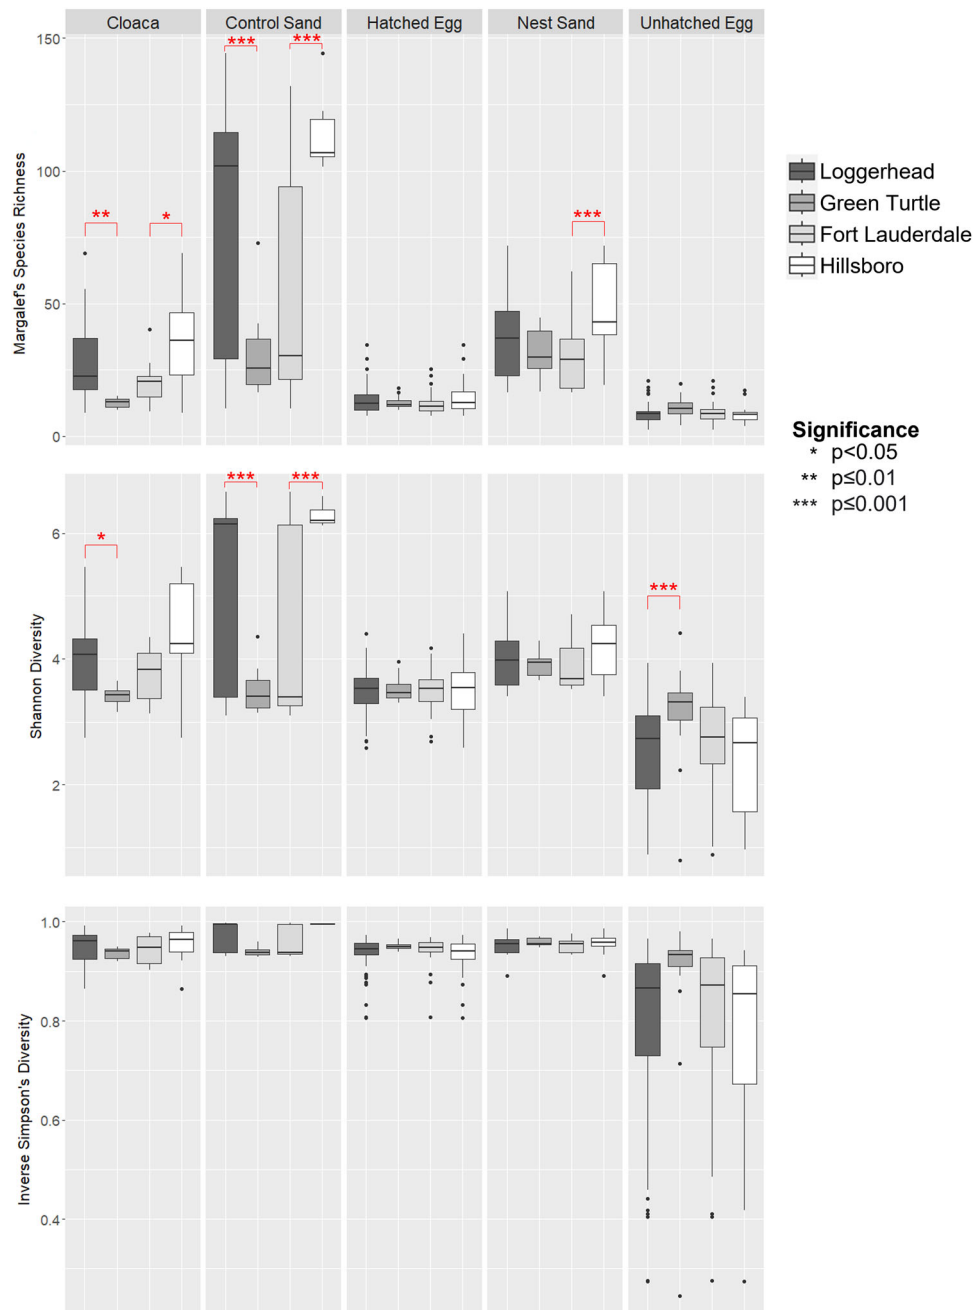 Cloaca Control Sand Hatched Egg Nest Sand Unhatched Egg
Margalef's Species Richness
150
100
50
0
** * *** *** ***
Loggerhead
Green Turtle
Fort Lauderdale
Hillsboro
Significance
* p<0.05
** p≤0.01
*** p≤0.001
Shannon Diversity
6
4
2
* *** *** ***
Inverse Simpson's Diversity
1.0
0.8
0.6
0.4